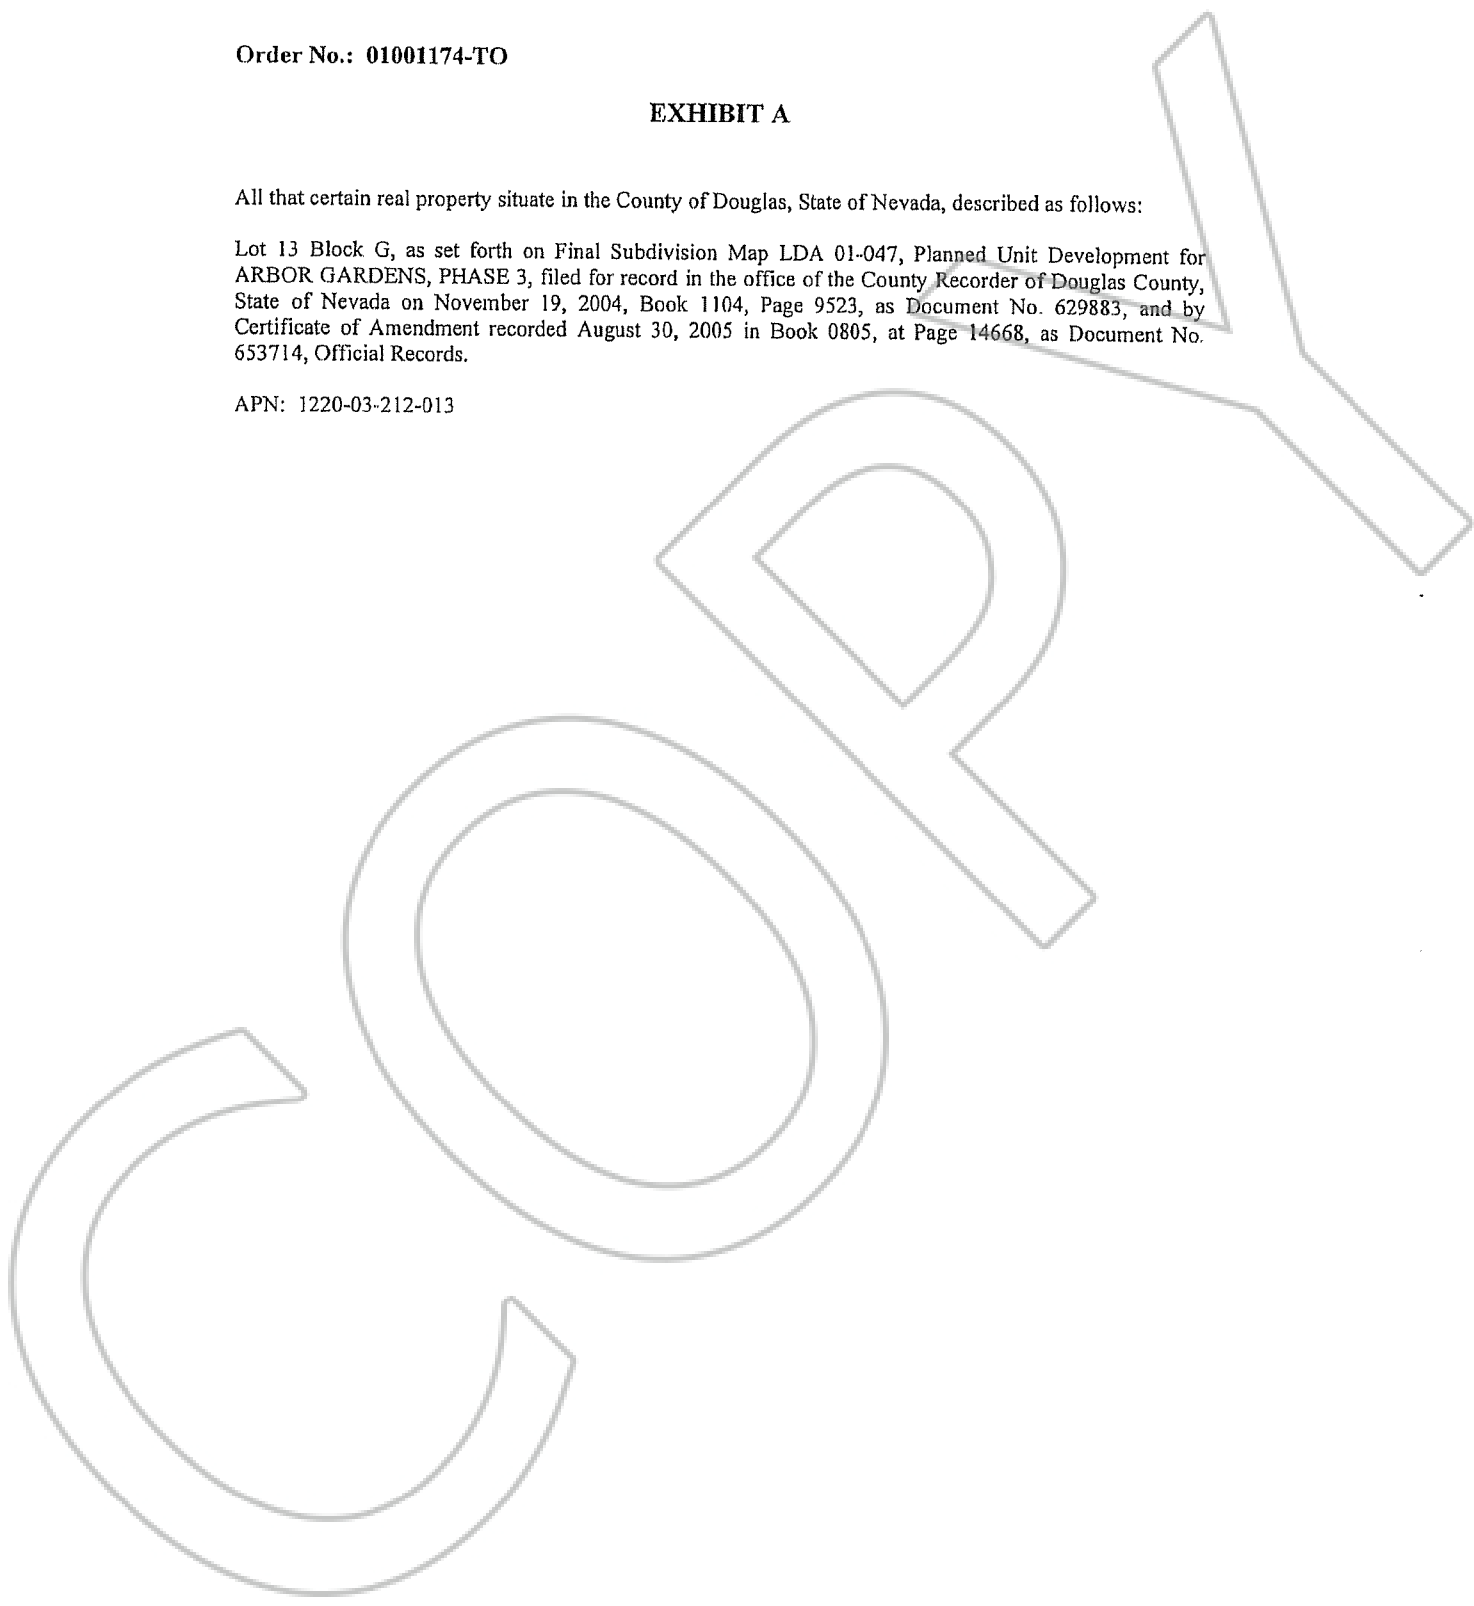 Order No.: 01001174-TO
EXHIBIT A
All that certain real property situate in the County of Douglas, State of Nevada, described as follows:
Lot 13 Block G, as set forth on Final Subdivision Map LDA 01-047, Planned Unit Development for
ARBOR GARDENS, PHASE 3, filed for record in the office of the County Recorder of Douglas County,
State of Nevada on November 19, 2004, Book 1104, Page 9523, as Document No. 629883, and by
Certificate of Amendment recorded August 30, 2005 in Book 0805, at Page 14668, as Document No.
653714, Official Records.
APN: 1220-03-212-013
COPY